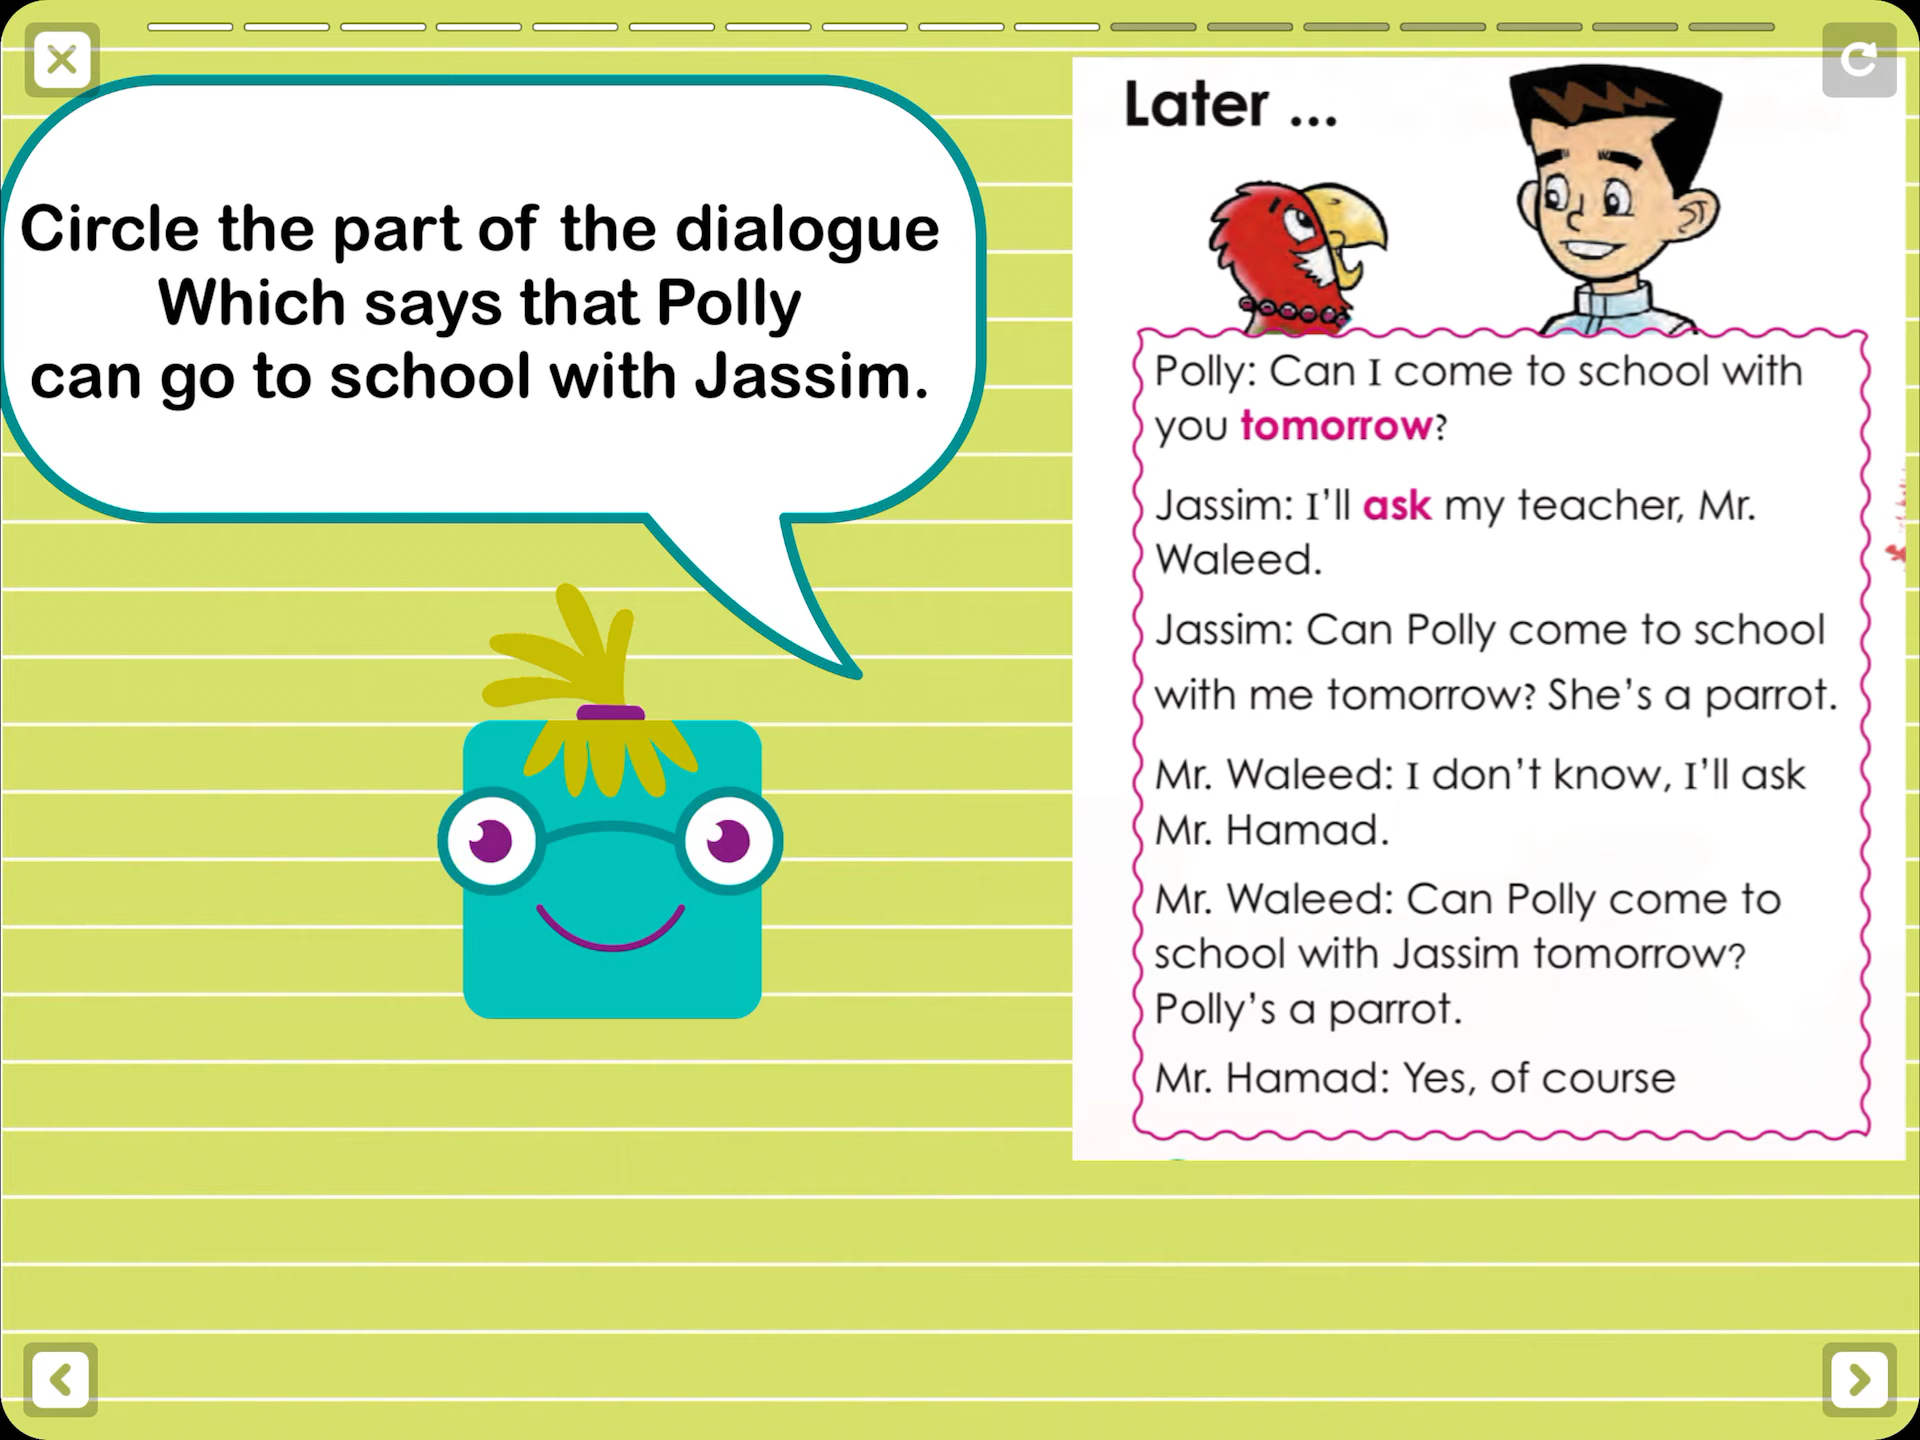 Circle the part of the dialogue
Which says that Polly
can go to school with Jassim.
Later ...
Polly: Can I come to school with
you tomorrow?
Jassim: I'll ask my teacher, Mr.
Waleed.
Jassim: Can Polly come to school
with me tomorrow? She's a parrot.
Mr. Waleed: I don't know, I'll ask
Mr. Hamad.
Mr. Waleed: Can Polly come to
school with Jassim tomorrow?
Polly's a parrot.
Mr. Hamad: Yes, of course